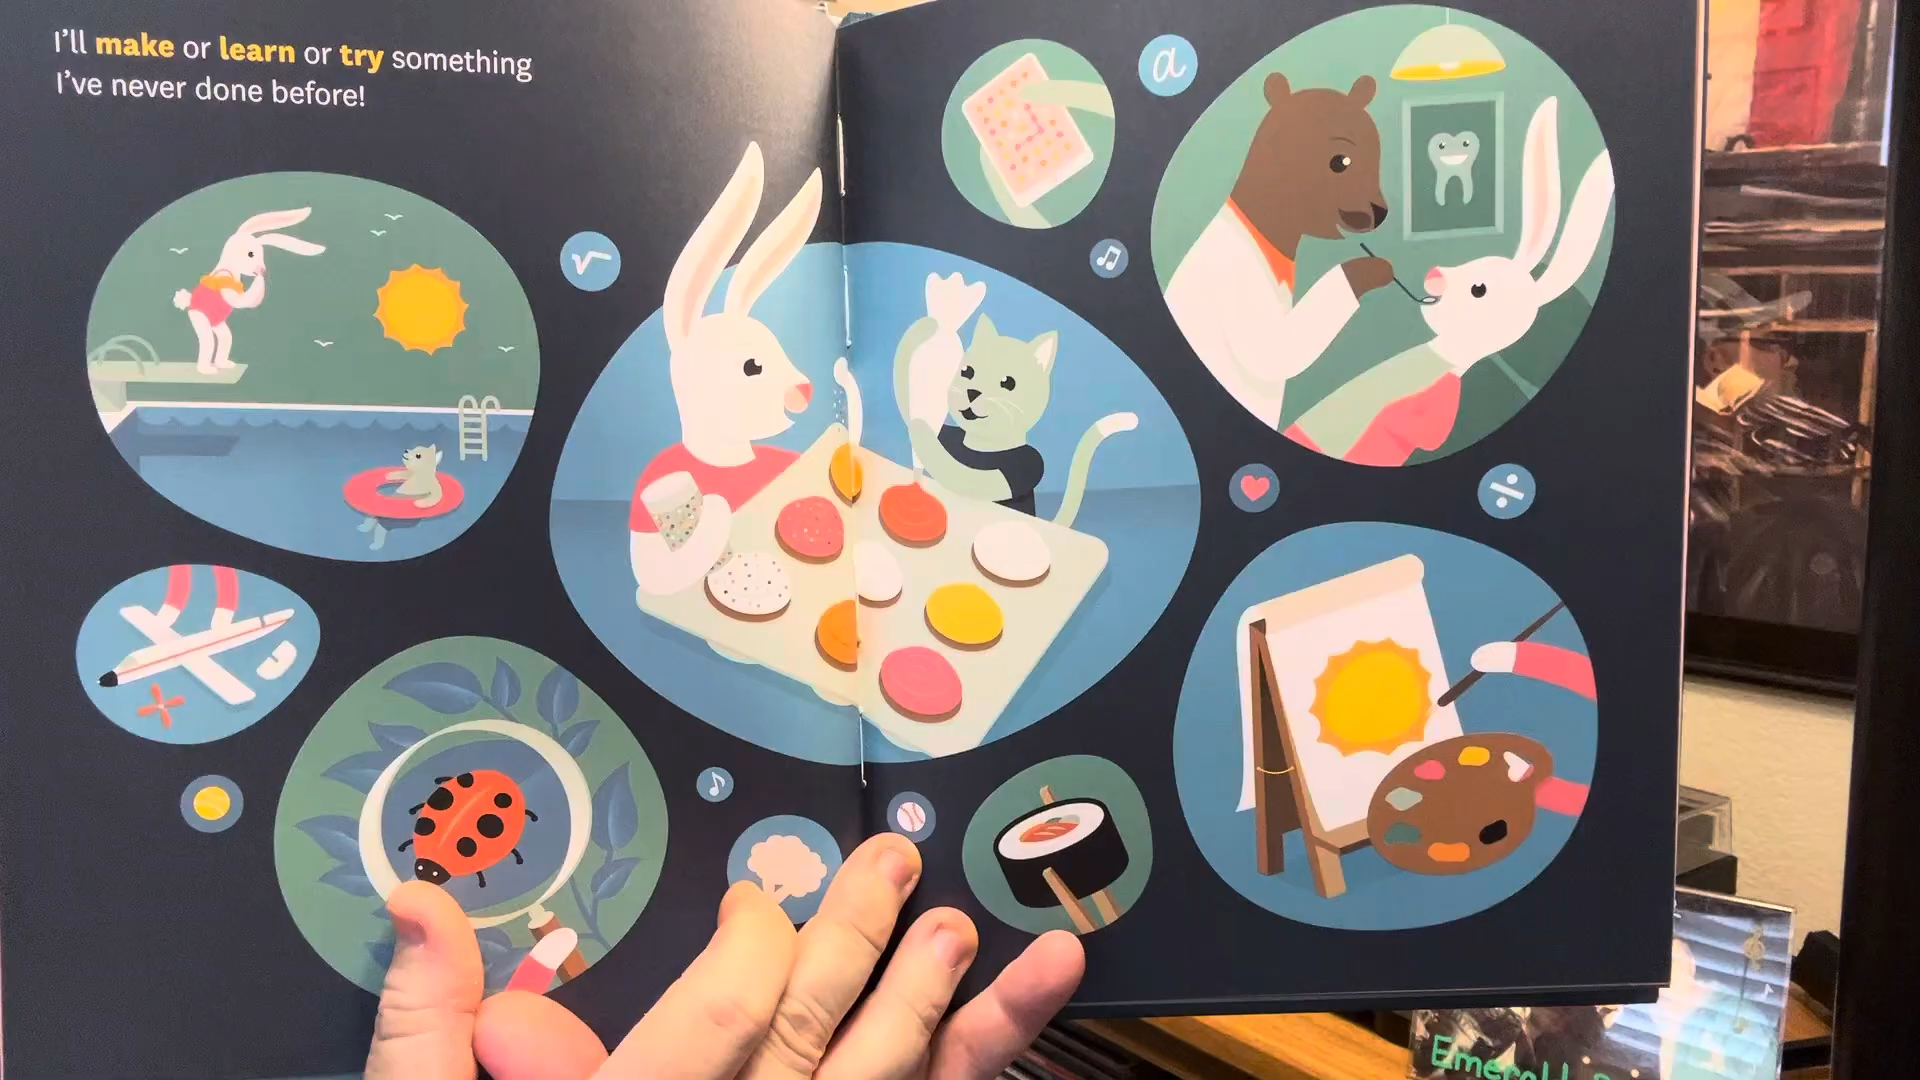 I'll make or learn or try something
I've never done before!
a
√
÷